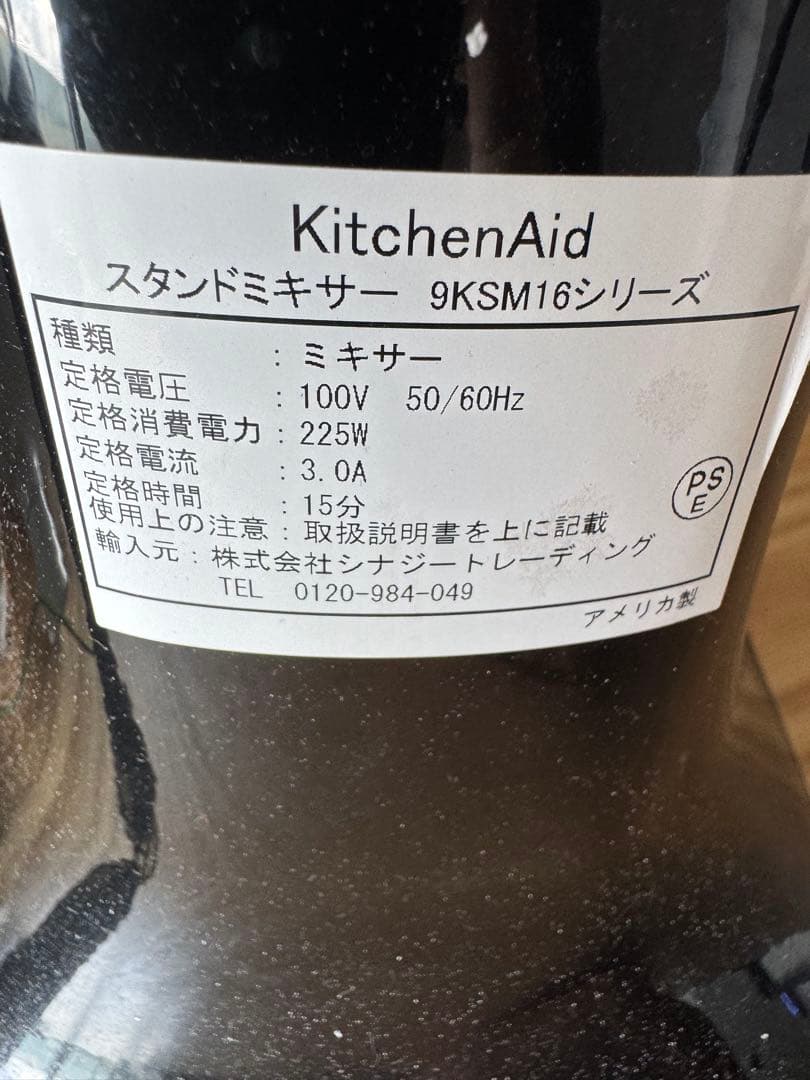 KitchenAid
スタンドミキサー 9KSM16シリーズ
種類 : ミキサー
定格電圧 : 100V 50/60Hz
定格消費電力 : 225W
定格電流 : 3.0A
定格時間 : 15分
使用上の注意 : 取扱説明書を上に記載
輸入元 : 株式会社シナジートレーディング
TEL 0120-984-049
PSE
アメリカ製